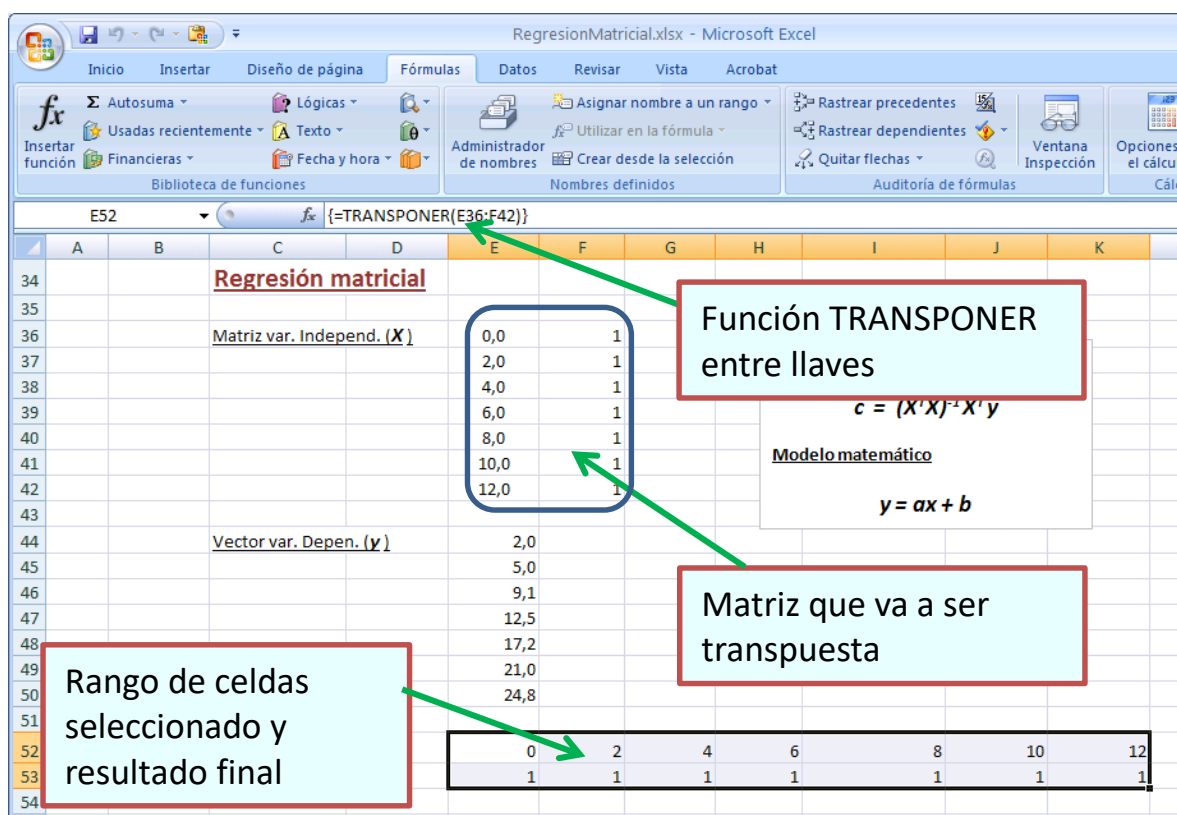 RegresionMatricial.xlsx - Microsoft Excel
Inicio Insertar Diseño de página Fórmulas Datos Revisar Vista Acrobat
fx Σ Autosuma Lógicas Asignar nombre a un rango Rastrear precedentes
Usadas recientemente Texto Utilizar en la fórmula Rastrear dependientes
Insertar función Financieras Fecha y hora Administrador de nombres Crear desde la selección Quitar flechas Ventana Inspección Opciones el
Biblioteca de funciones Nombres definidos Auditoría de fórmulas
E52 fx {=TRANSPONER(E36:F42)}
A B C D E F G H I J K
34 Regresión matricial
35
36 Matriz var. Independ. (X) 0,0 1
37 2,0 1
38 4,0 1
39 6,0 1
40 8,0 1
41 10,0 1
42 12,0 1
43
Función TRANSPONER
entre llaves
c = (XᵗX)⁻¹Xᵗ y
Modelo matemático
y = ax + b
44 Vector var. Depen. (y) 2,0
45 5,0
46 9,1
47 12,5
48 17,2
49 21,0
50 24,8
51
Matriz que va a ser
transpuesta
Rango de celdas
seleccionado y
resultado final
52 0 2 4 6 8 10 12
53 1 1 1 1 1 1 1
54